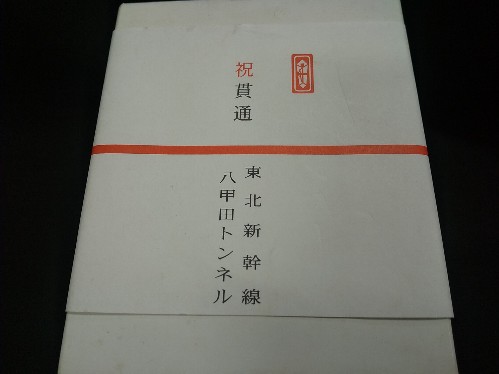 祝貫通
東北新幹線
八甲田トンネル